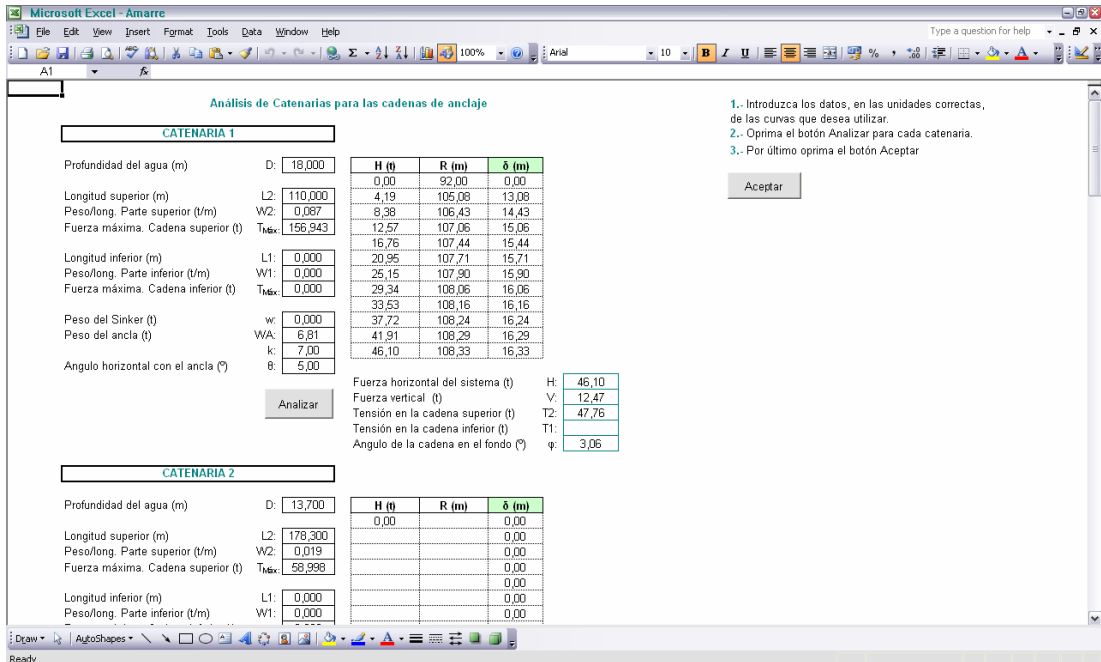 Microsoft Excel - Amarre
File Edit View Insert Format Tools Data Window Help Type a question for help
100% Arial 10 B I U %
A1 fx
Análisis de Catenarias para las cadenas de anclaje
1.- Introduzca los datos, en las unidades correctas,
de las curvas que desea utilizar.
2.- Oprima el botón Analizar para cada catenaria.
3.- Por último oprima el botón Aceptar
Aceptar
CATENARIA 1
Profundidad del agua (m) D: 18,000
Longitud superior (m) L2: 110,000
Peso/long. Parte superior (t/m) W2: 0,087
Fuerza máxima. Cadena superior (t) TMáx: 156,943
Longitud inferior (m) L1: 0,000
Peso/long. Parte inferior (t/m) W1: 0,000
Fuerza máxima. Cadena inferior (t) TMáx: 0,000
Peso del Sinker (t) w: 0,000
Peso del ancla (t) WA: 6,81
k: 7,00
Angulo horizontal con el ancla (º) θ: 5,00
Analizar
H (t) R (m) δ (m)
0,00 92,00 0,00
4,19 105,08 13,08
8,38 106,43 14,43
12,57 107,06 15,06
16,76 107,44 15,44
20,95 107,71 15,71
25,15 107,90 15,90
29,34 108,06 16,06
33,53 108,16 16,16
37,72 108,24 16,24
41,91 108,29 16,29
46,10 108,33 16,33
Fuerza horizontal del sistema (t) H: 46,10
Fuerza vertical (t) V: 12,47
Tensión en la cadena superior (t) T2: 47,76
Tensión en la cadena inferior (t) T1:
Angulo de la cadena en el fondo (º) φ: 3,06
CATENARIA 2
Profundidad del agua (m) D: 13,700
Longitud superior (m) L2: 178,300
Peso/long. Parte superior (t/m) W2: 0,019
Fuerza máxima. Cadena superior (t) TMáx: 58,998
Longitud inferior (m) L1: 0,000
Peso/long. Parte inferior (t/m) W1: 0,000
H (t) R (m) δ (m)
0,00 0,00
0,00
0,00
0,00
0,00
0,00
0,00
Draw AutoShapes
Ready